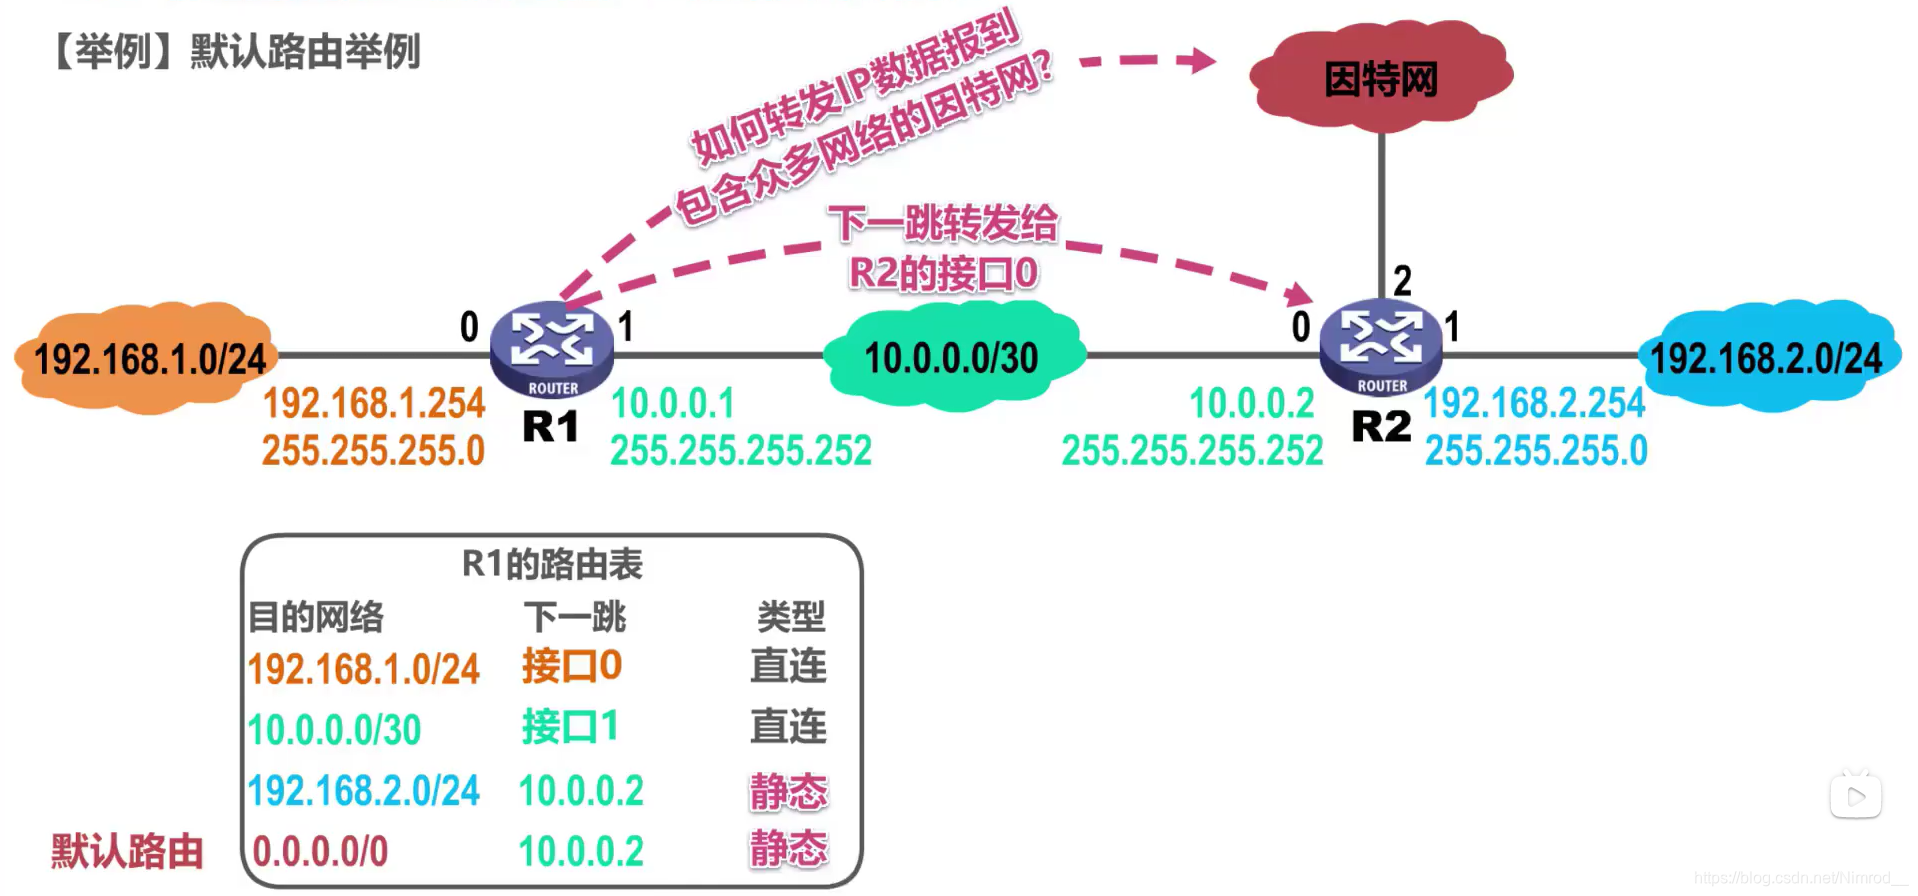 【举例】默认路由举例
如何转发IP数据报到
包含众多网络的因特网?
因特网
下一跳转发给
R2的接口0
2
0
1
0
1
192.168.1.0/24
10.0.0.0/30
192.168.2.0/24
ROUTER
ROUTER
R1
R2
192.168.1.254
255.255.255.0
10.0.0.1
255.255.255.252
10.0.0.2
255.255.255.252
192.168.2.254
255.255.255.0
R1的路由表
目的网络 下一跳 类型
192.168.1.0/24 接口0 直连
10.0.0.0/30 接口1 直连
192.168.2.0/24 10.0.0.2 静态
默认路由 0.0.0.0/0 10.0.0.2 静态
https://blog.csdn.net/Nimrod__